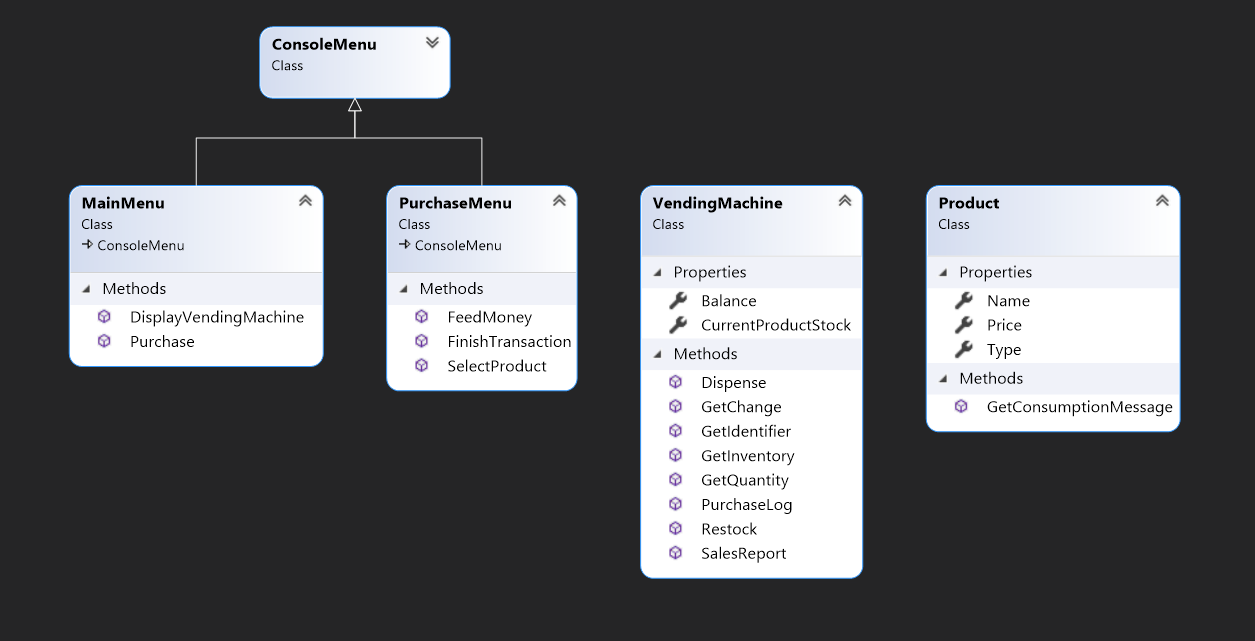 ConsoleMenu
Class
MainMenu
Class
ConsoleMenu
Methods
DisplayVendingMachine
Purchase
PurchaseMenu
Class
ConsoleMenu
Methods
FeedMoney
FinishTransaction
SelectProduct
VendingMachine
Class
Properties
Balance
CurrentProductStock
Methods
Dispense
GetChange
GetIdentifier
GetInventory
GetQuantity
PurchaseLog
Restock
SalesReport
Product
Class
Properties
Name
Price
Type
Methods
GetConsumptionMessage